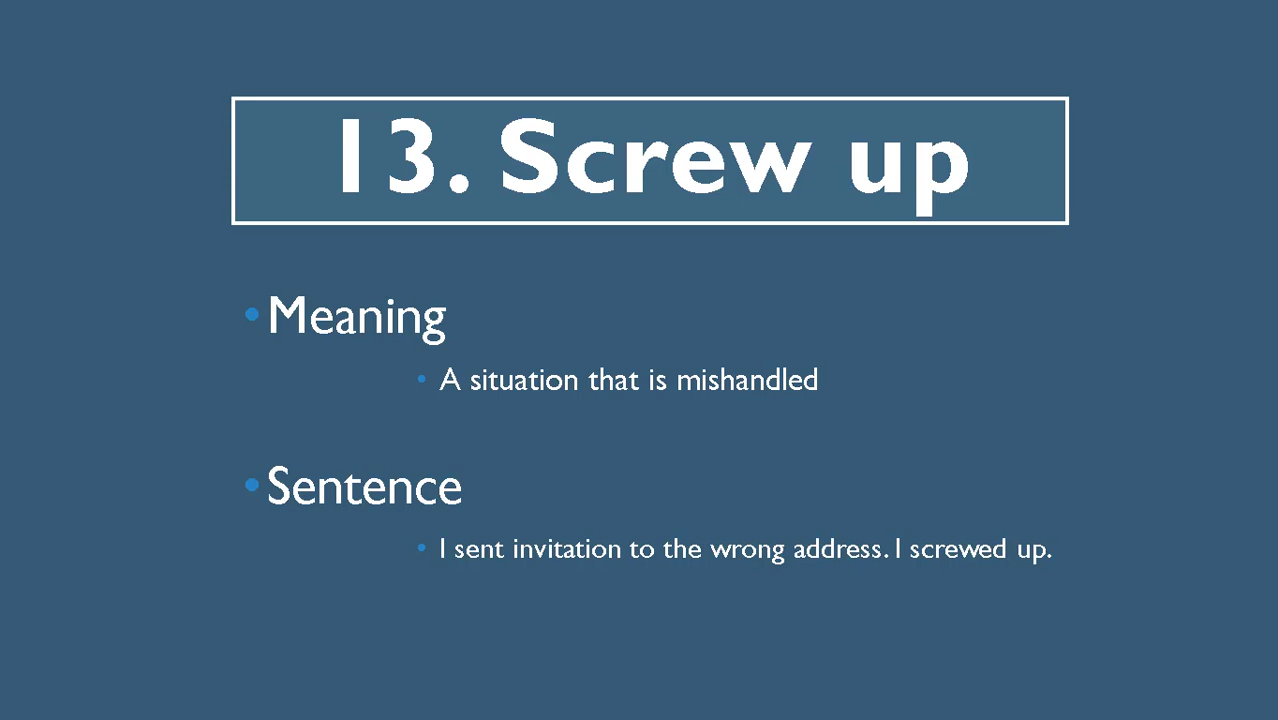 13. Screw up
• Meaning
• A situation that is mishandled
• Sentence
• I sent invitation to the wrong address. I screwed up.